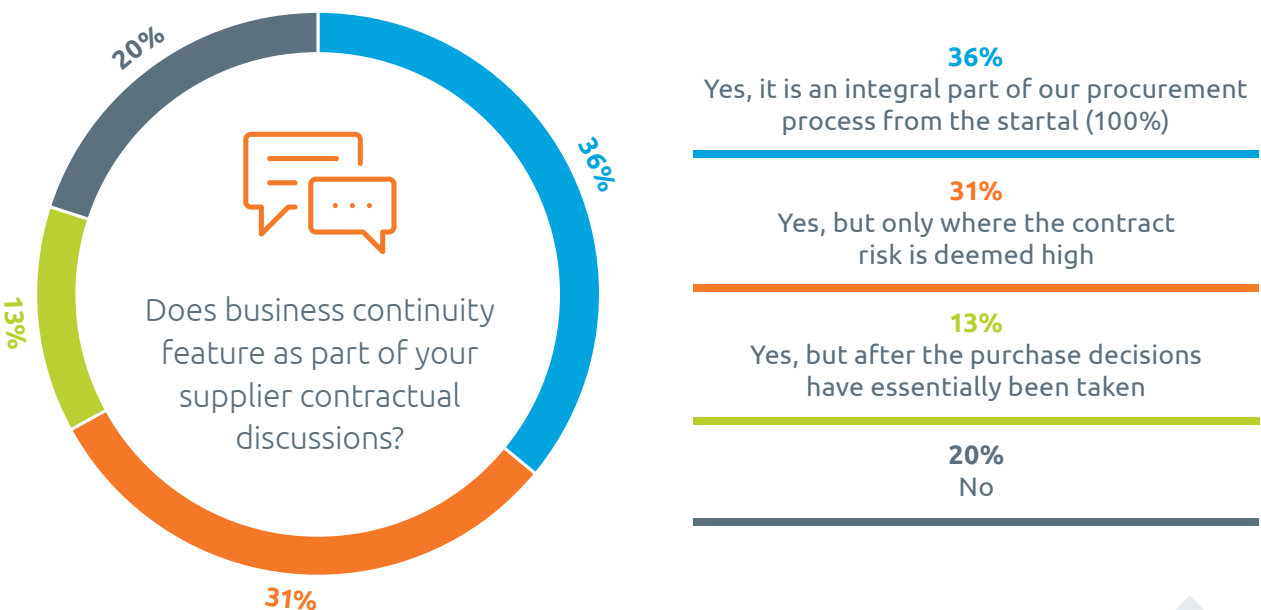 20%
36%
13%
31%
Does business continuity
feature as part of your
supplier contractual
discussions?
36%
Yes, it is an integral part of our procurement
process from the startal (100%)
31%
Yes, but only where the contract
risk is deemed high
13%
Yes, but after the purchase decisions
have essentially been taken
20%
No